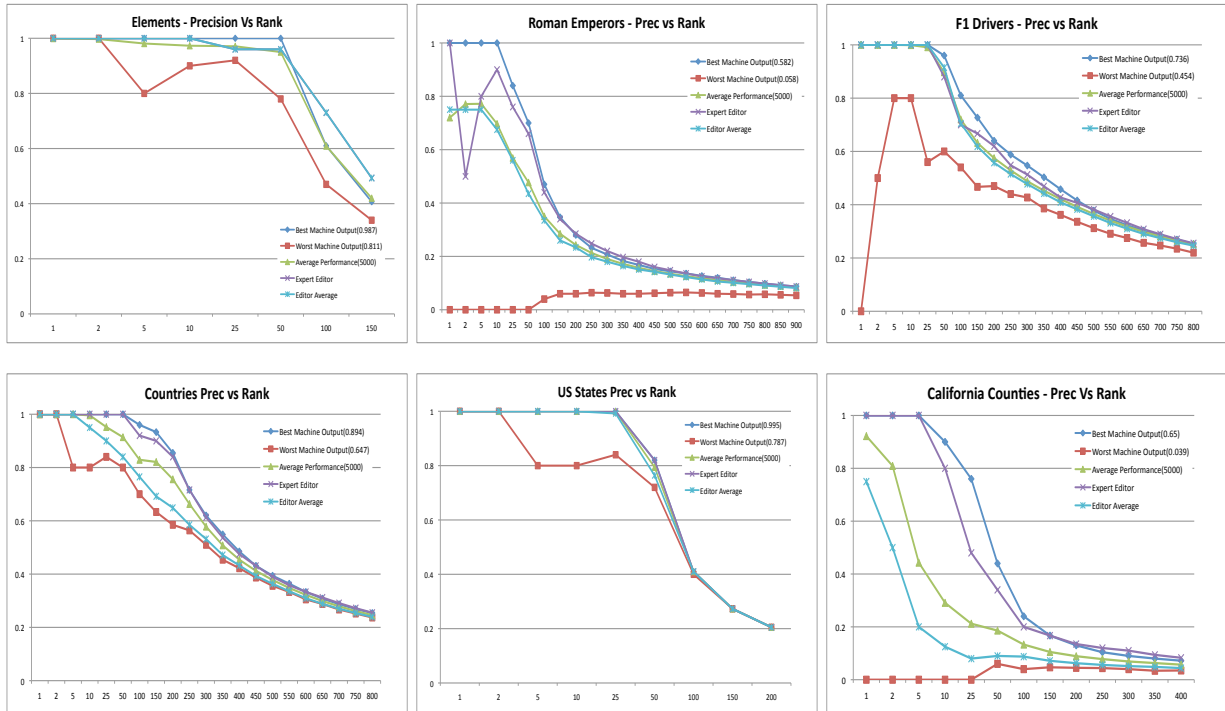 Elements - Precision Vs Rank
1
0.8
0.6
0.4
0.2
0
1 2 5 10 25 50 100 150
Best Machine Output(0.987)
Worst Machine Output(0.811)
Average Performance(5000)
Expert Editor
Editor Average
Roman Emperors - Prec vs Rank
1
0.8
0.6
0.4
0.2
0
1 2 5 10 25 50 100 150 200 250 300 350 400 450 500 550 600 650 700 750 800 850 900
Best Machine Output(0.582)
Worst Machine Output(0.058)
Average Performance(5000)
Expert Editor
Editor Average
F1 Drivers - Prec vs Rank
1
0.8
0.6
0.4
0.2
0
1 2 5 10 25 50 100 150 200 250 300 350 400 450 500 550 600 650 700 750 800
Best Machine Output(0.736)
Worst Machine Output(0.454)
Average Performance(5000)
Expert Editor
Editor Average
Countries Prec vs Rank
1
0.8
0.6
0.4
0.2
0
1 2 5 10 25 50 100 150 200 250 300 350 400 450 500 550 600 650 700 750 800
Best Machine Output(0.894)
Worst Machine Output(0.647)
Average Performance(5000)
Expert Editor
Editor Average
US States Prec vs Rank
1
0.8
0.6
0.4
0.2
0
1 2 5 10 25 50 100 150 200
Best Machine Output(0.995)
Worst Machine Output(0.787)
Average Performance(5000)
Expert Editor
Editor Average
California Counties - Prec Vs Rank
1
0.8
0.6
0.4
0.2
0
1 2 5 10 25 50 100 150 200 250 300 350 400
Best Machine Output(0.65)
Worst Machine Output(0.039)
Average Performance(5000)
Expert Editor
Editor Average